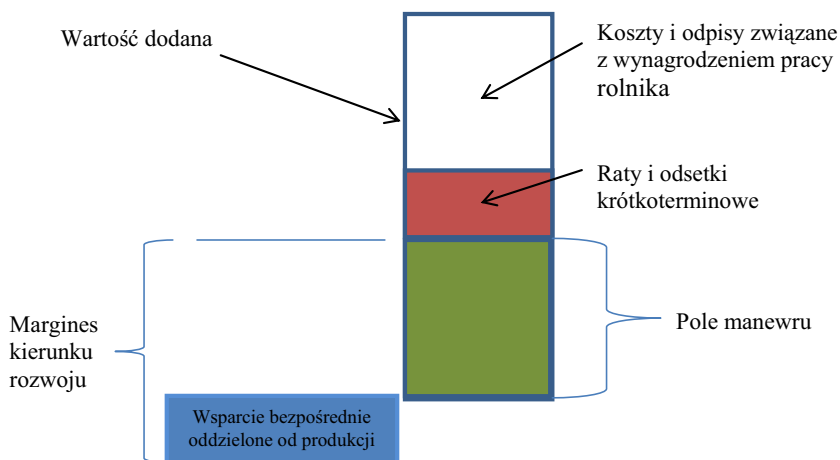 Wartość dodana
Koszty i odpisy związane
z wynagrodzeniem pracy
rolnika
Raty i odsetki
krótkoterminowe
Margines
kierunku
rozwoju
Pole manewru
Wsparcie bezpośrednie
oddzielone od produkcji